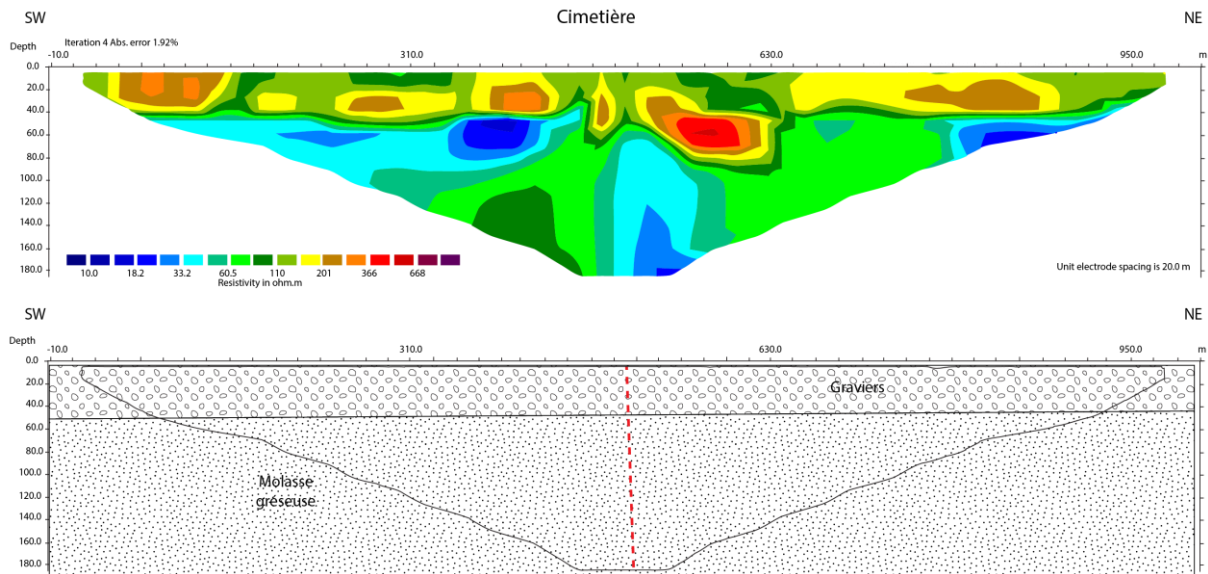 SW Cimetière NE
Iteration 4 Abs. error 1.92%
Depth -10.0 310.0 630.0 950.0 m
0.0
20.0
40.0
60.0
80.0
100.0
120.0
140.0
160.0
180.0
10.0 18.2 33.2 60.5 110 201 366 668
Resistivity in ohm.m
Unit electrode spacing is 20.0 m
SW NE
Depth -10.0 310.0 630.0 950.0 m
0.0
20.0
40.0
60.0
80.0
100.0
120.0
140.0
160.0
180.0
Graviers
Molasse
gréseuse